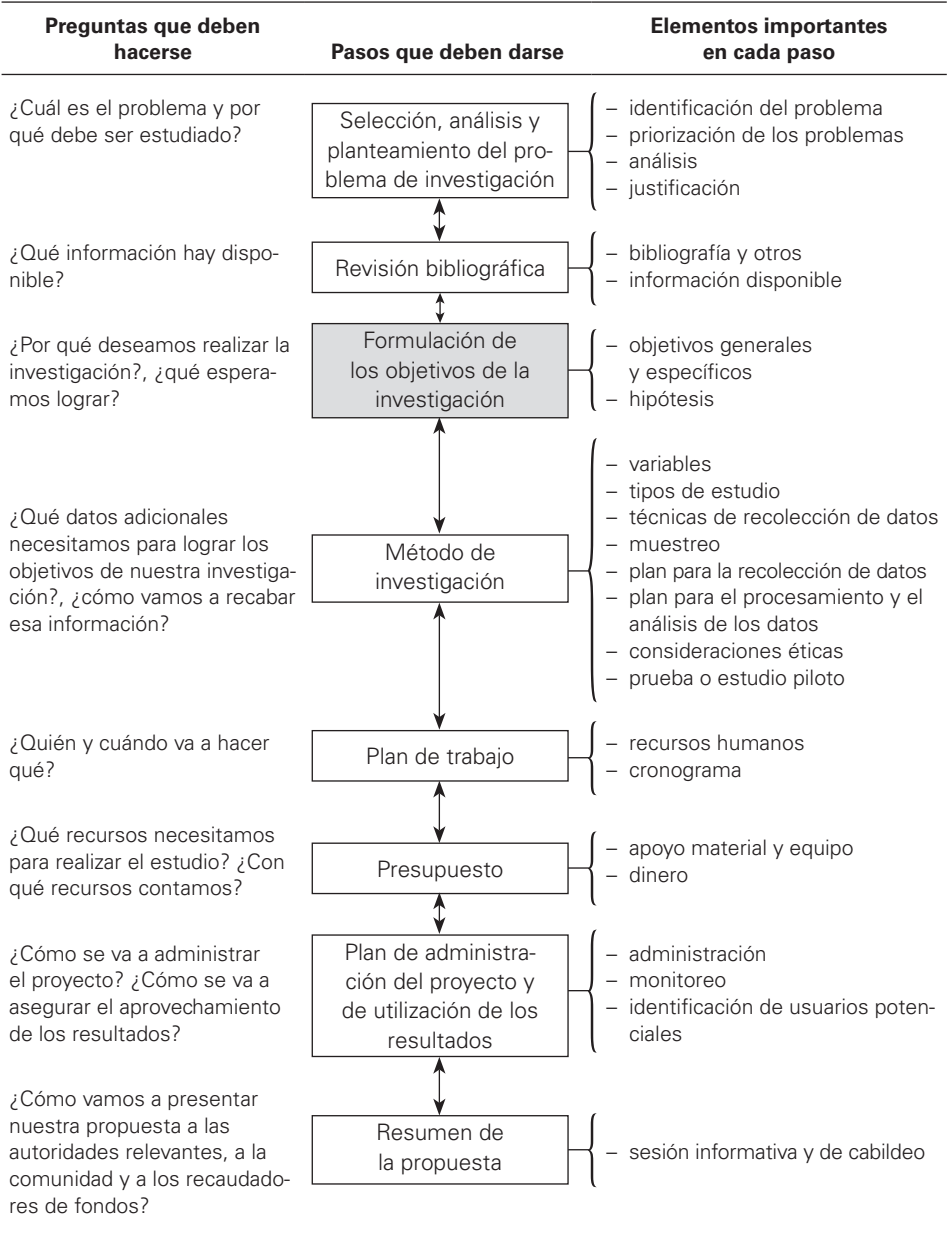 Preguntas que deben
hacerse
Pasos que deben darse
Elementos importantes
en cada paso
¿Cuál es el problema y por
qué debe ser estudiado?
Selección, análisis y
planteamiento del pro-
blema de investigación
– identificación del problema
– priorización de los problemas
– análisis
– justificación
¿Qué información hay dispo-
nible?
Revisión bibliográfica
– bibliografía y otros
– información disponible
¿Por qué deseamos realizar la
investigación?, ¿qué espera-
mos lograr?
Formulación de
los objetivos de la
investigación
– objetivos generales
y específicos
– hipótesis
¿Qué datos adicionales
necesitamos para lograr los
objetivos de nuestra investiga-
ción?, ¿cómo vamos a recabar
esa información?
Método de
investigación
– variables
– tipos de estudio
– técnicas de recolección de datos
– muestreo
– plan para la recolección de datos
– plan para el procesamiento y el
análisis de los datos
– consideraciones éticas
– prueba o estudio piloto
¿Quién y cuándo va a hacer
qué?
Plan de trabajo
– recursos humanos
– cronograma
¿Qué recursos necesitamos
para realizar el estudio? ¿Con
qué recursos contamos?
Presupuesto
– apoyo material y equipo
– dinero
¿Cómo se va a administrar
el proyecto? ¿Cómo se va a
asegurar el aprovechamiento
de los resultados?
Plan de administra-
ción del proyecto y
de utilización de los
resultados
– administración
– monitoreo
– identificación de usuarios poten-
ciales
¿Cómo vamos a presentar
nuestra propuesta a las
autoridades relevantes, a la
comunidad y a los recaudado-
res de fondos?
Resumen de
la propuesta
– sesión informativa y de cabildeo